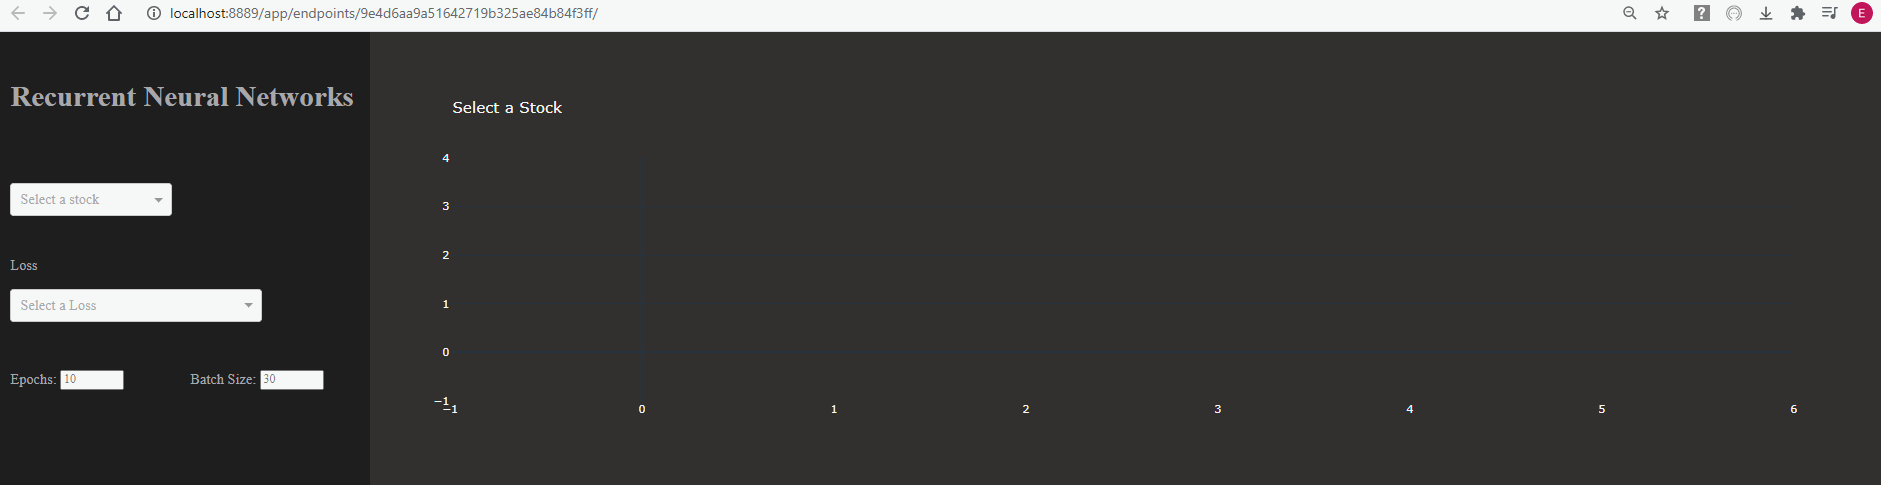 localhost:8889/app/endpoints/9e4d6aa9a51642719b325ae84b84f3ff/
?
E
Recurrent Neural Networks
Select a stock
Loss
Select a Loss
Epochs: 10
Batch Size: 30
Select a Stock
4
3
2
1
0
−1
−1 0 1 2 3 4 5 6